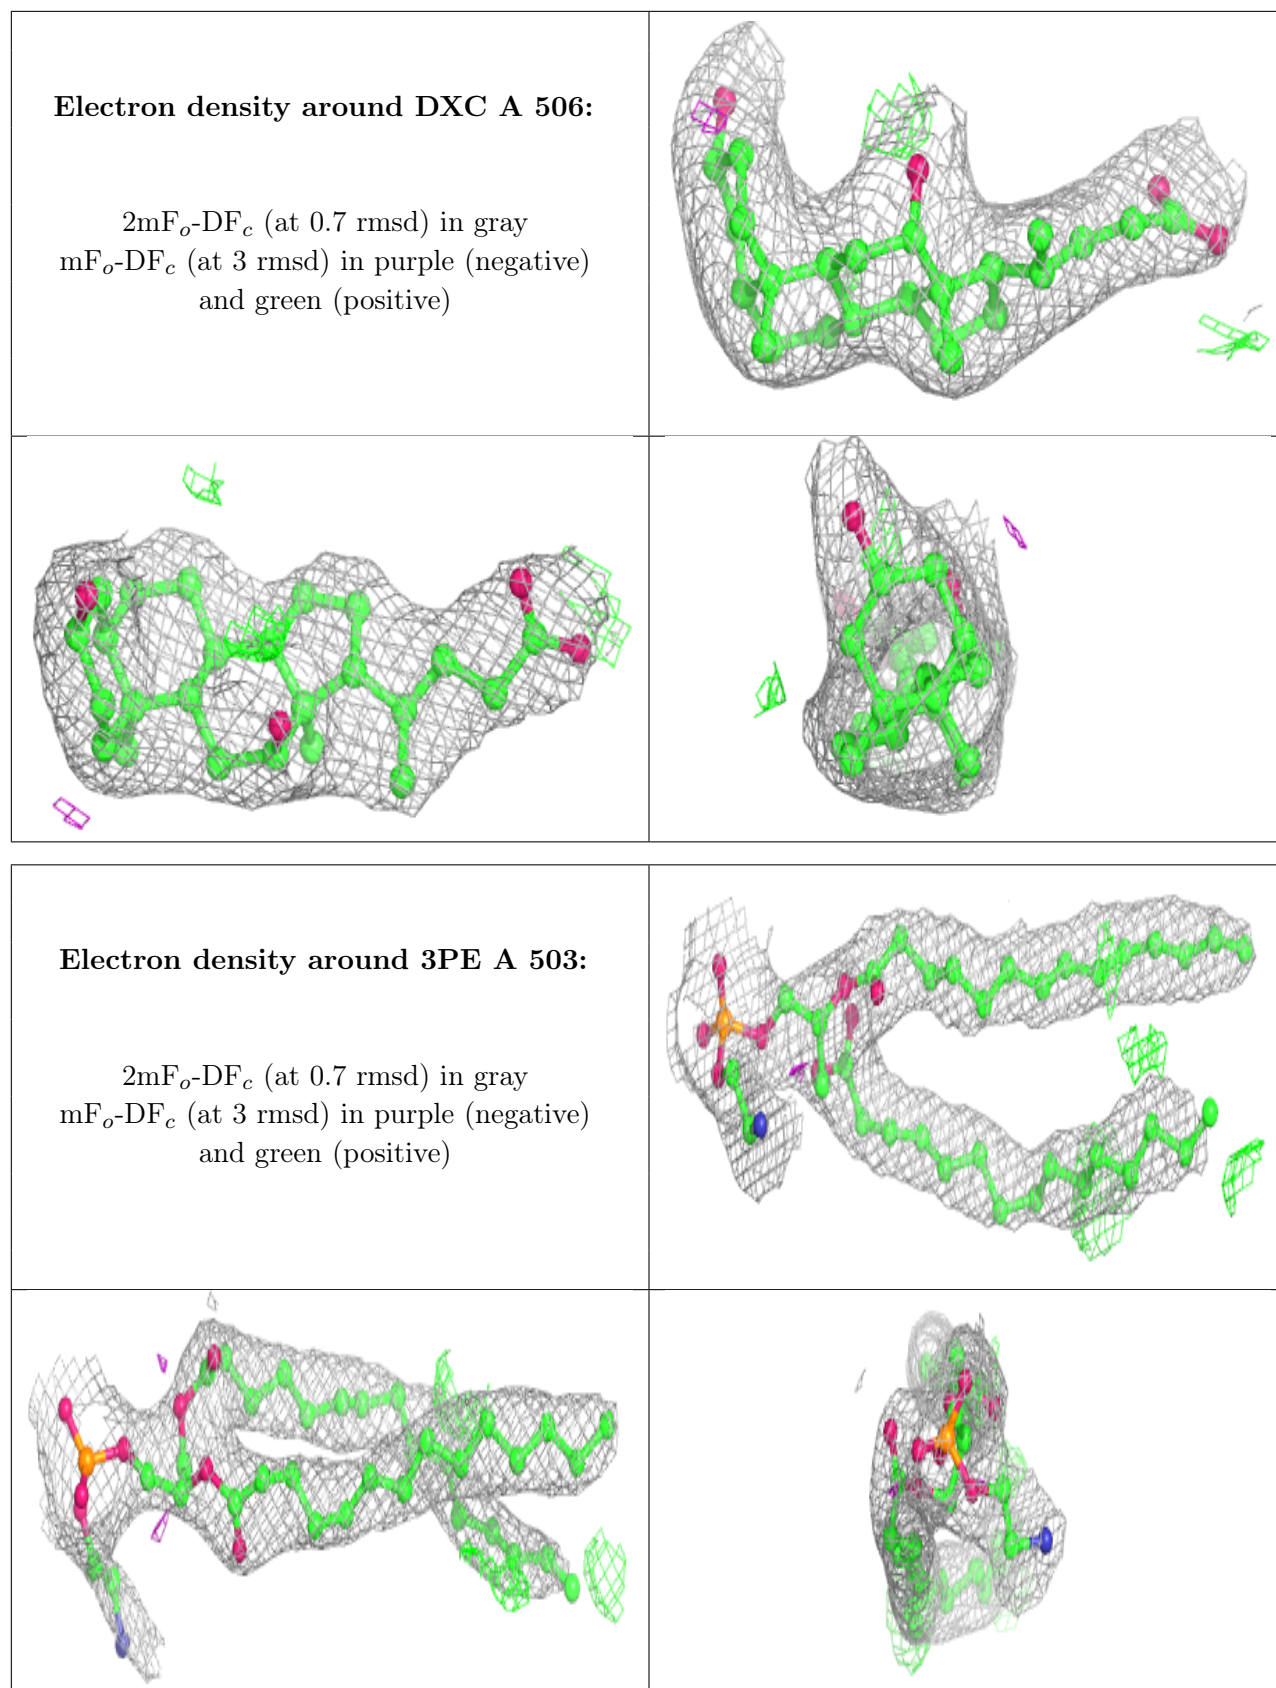 Electron density around DXC A 506:
2mFo-DFc (at 0.7 rmsd) in gray
mFo-DFc (at 3 rmsd) in purple (negative)
and green (positive)
Electron density around 3PE A 503:
2mFo-DFc (at 0.7 rmsd) in gray
mFo-DFc (at 3 rmsd) in purple (negative)
and green (positive)